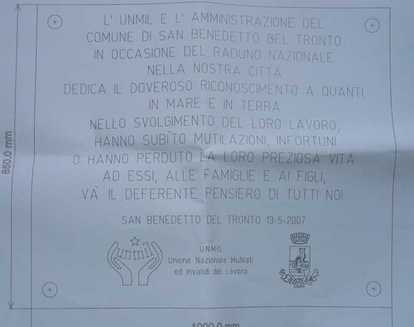 L' UNMIL E L' AMMINISTRAZIONE DEL
COMUNE DI SAN BENEDETTO DEL TRONTO
IN OCCASIONE DEL RADUNO NAZIONALE
NELLA NOSTRA CITTÀ
DEDICA IL DOVEROSO RICONOSCIMENTO A QUANTI
IN MARE E IN TERRA
NELLO SVOLGIMENTO DEL LORO LAVORO,
HANNO SUBÌTO MUTILAZIONI, INFORTUNI
O HANNO PERDUTO LA LORO PREZIOSA VITA
AD ESSI, ALLE FAMIGLIE E AI FIGLI,
VÀ IL DEFERENTE PENSIERO DI TUTTI NOI
SAN BENEDETTO DEL TRONTO 13-5-2007
UNMIL
Unione Nazionale Mutilati
ed Invalidi del Lavoro
850.0 mm